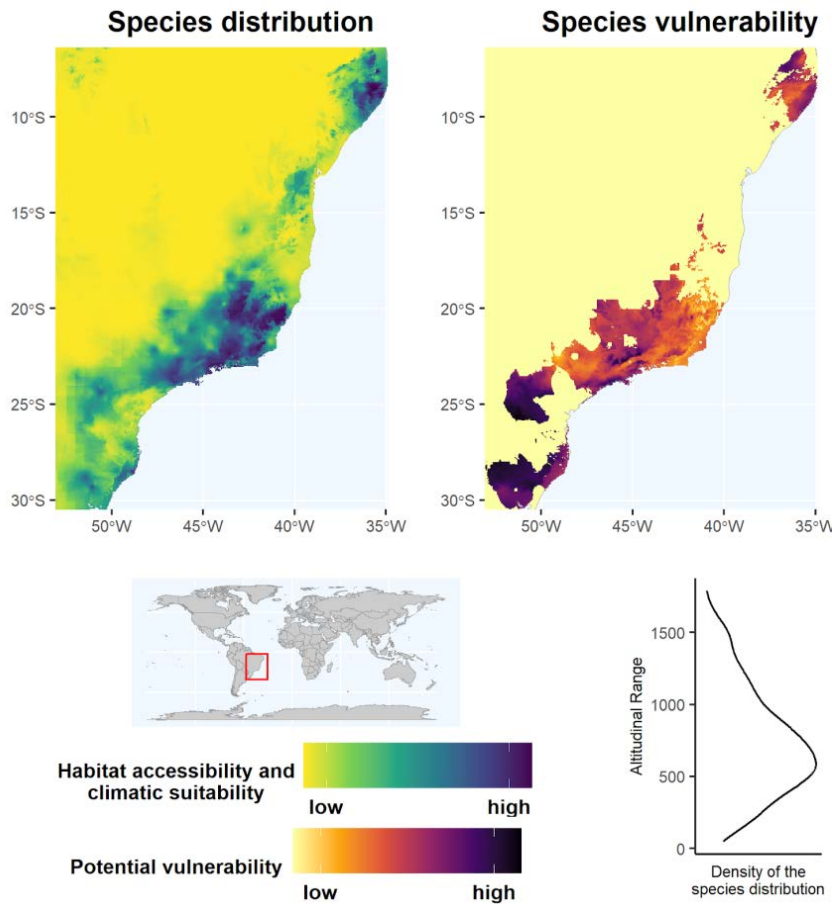 Species distribution
Species vulnerability
10°S
15°S
20°S
25°S
30°S
50°W
45°W
40°W
35°W
10°S
15°S
20°S
25°S
30°S
50°W
45°W
40°W
35°W
Habitat accessibility and
climatic suitability
low
high
Potential vulnerability
low
high
Altitudinal Range
1500
1000
500
0
Density of the
species distribution